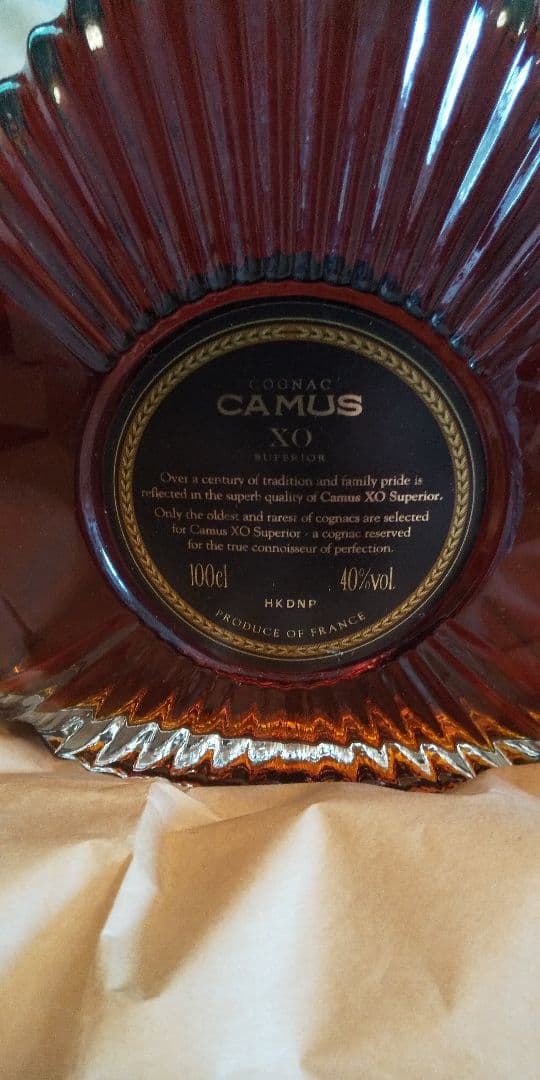 COGNAC
CAMUS
XO
SUPERIOR
Over a century of tradition and family pride is
reflected in the superb quality of Camus XO Superior.
Only the oldest and rarest of cognacs are selected
for Camus XO Superior - a cognac reserved
for the true connoisseur of perfection.
100cl 40%vol.
HKDNP
PRODUCE OF FRANCE